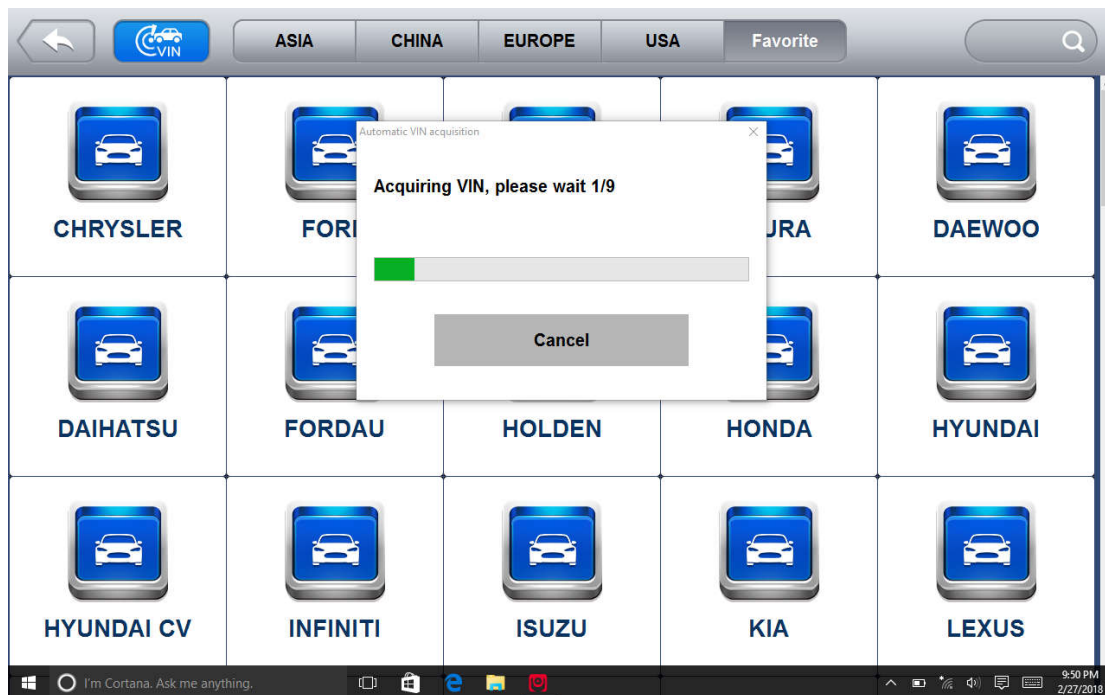 VIN
ASIA
CHINA
EUROPE
USA
Favorite
Automatic VIN acquisition
Acquiring VIN, please wait 1/9
Cancel
CHRYSLER
DAEWOO
DAIHATSU
FORDAU
HOLDEN
HONDA
HYUNDAI
HYUNDAI CV
INFINITI
ISUZU
KIA
LEXUS
I'm Cortana. Ask me anything.
9:50 PM
2/27/2018